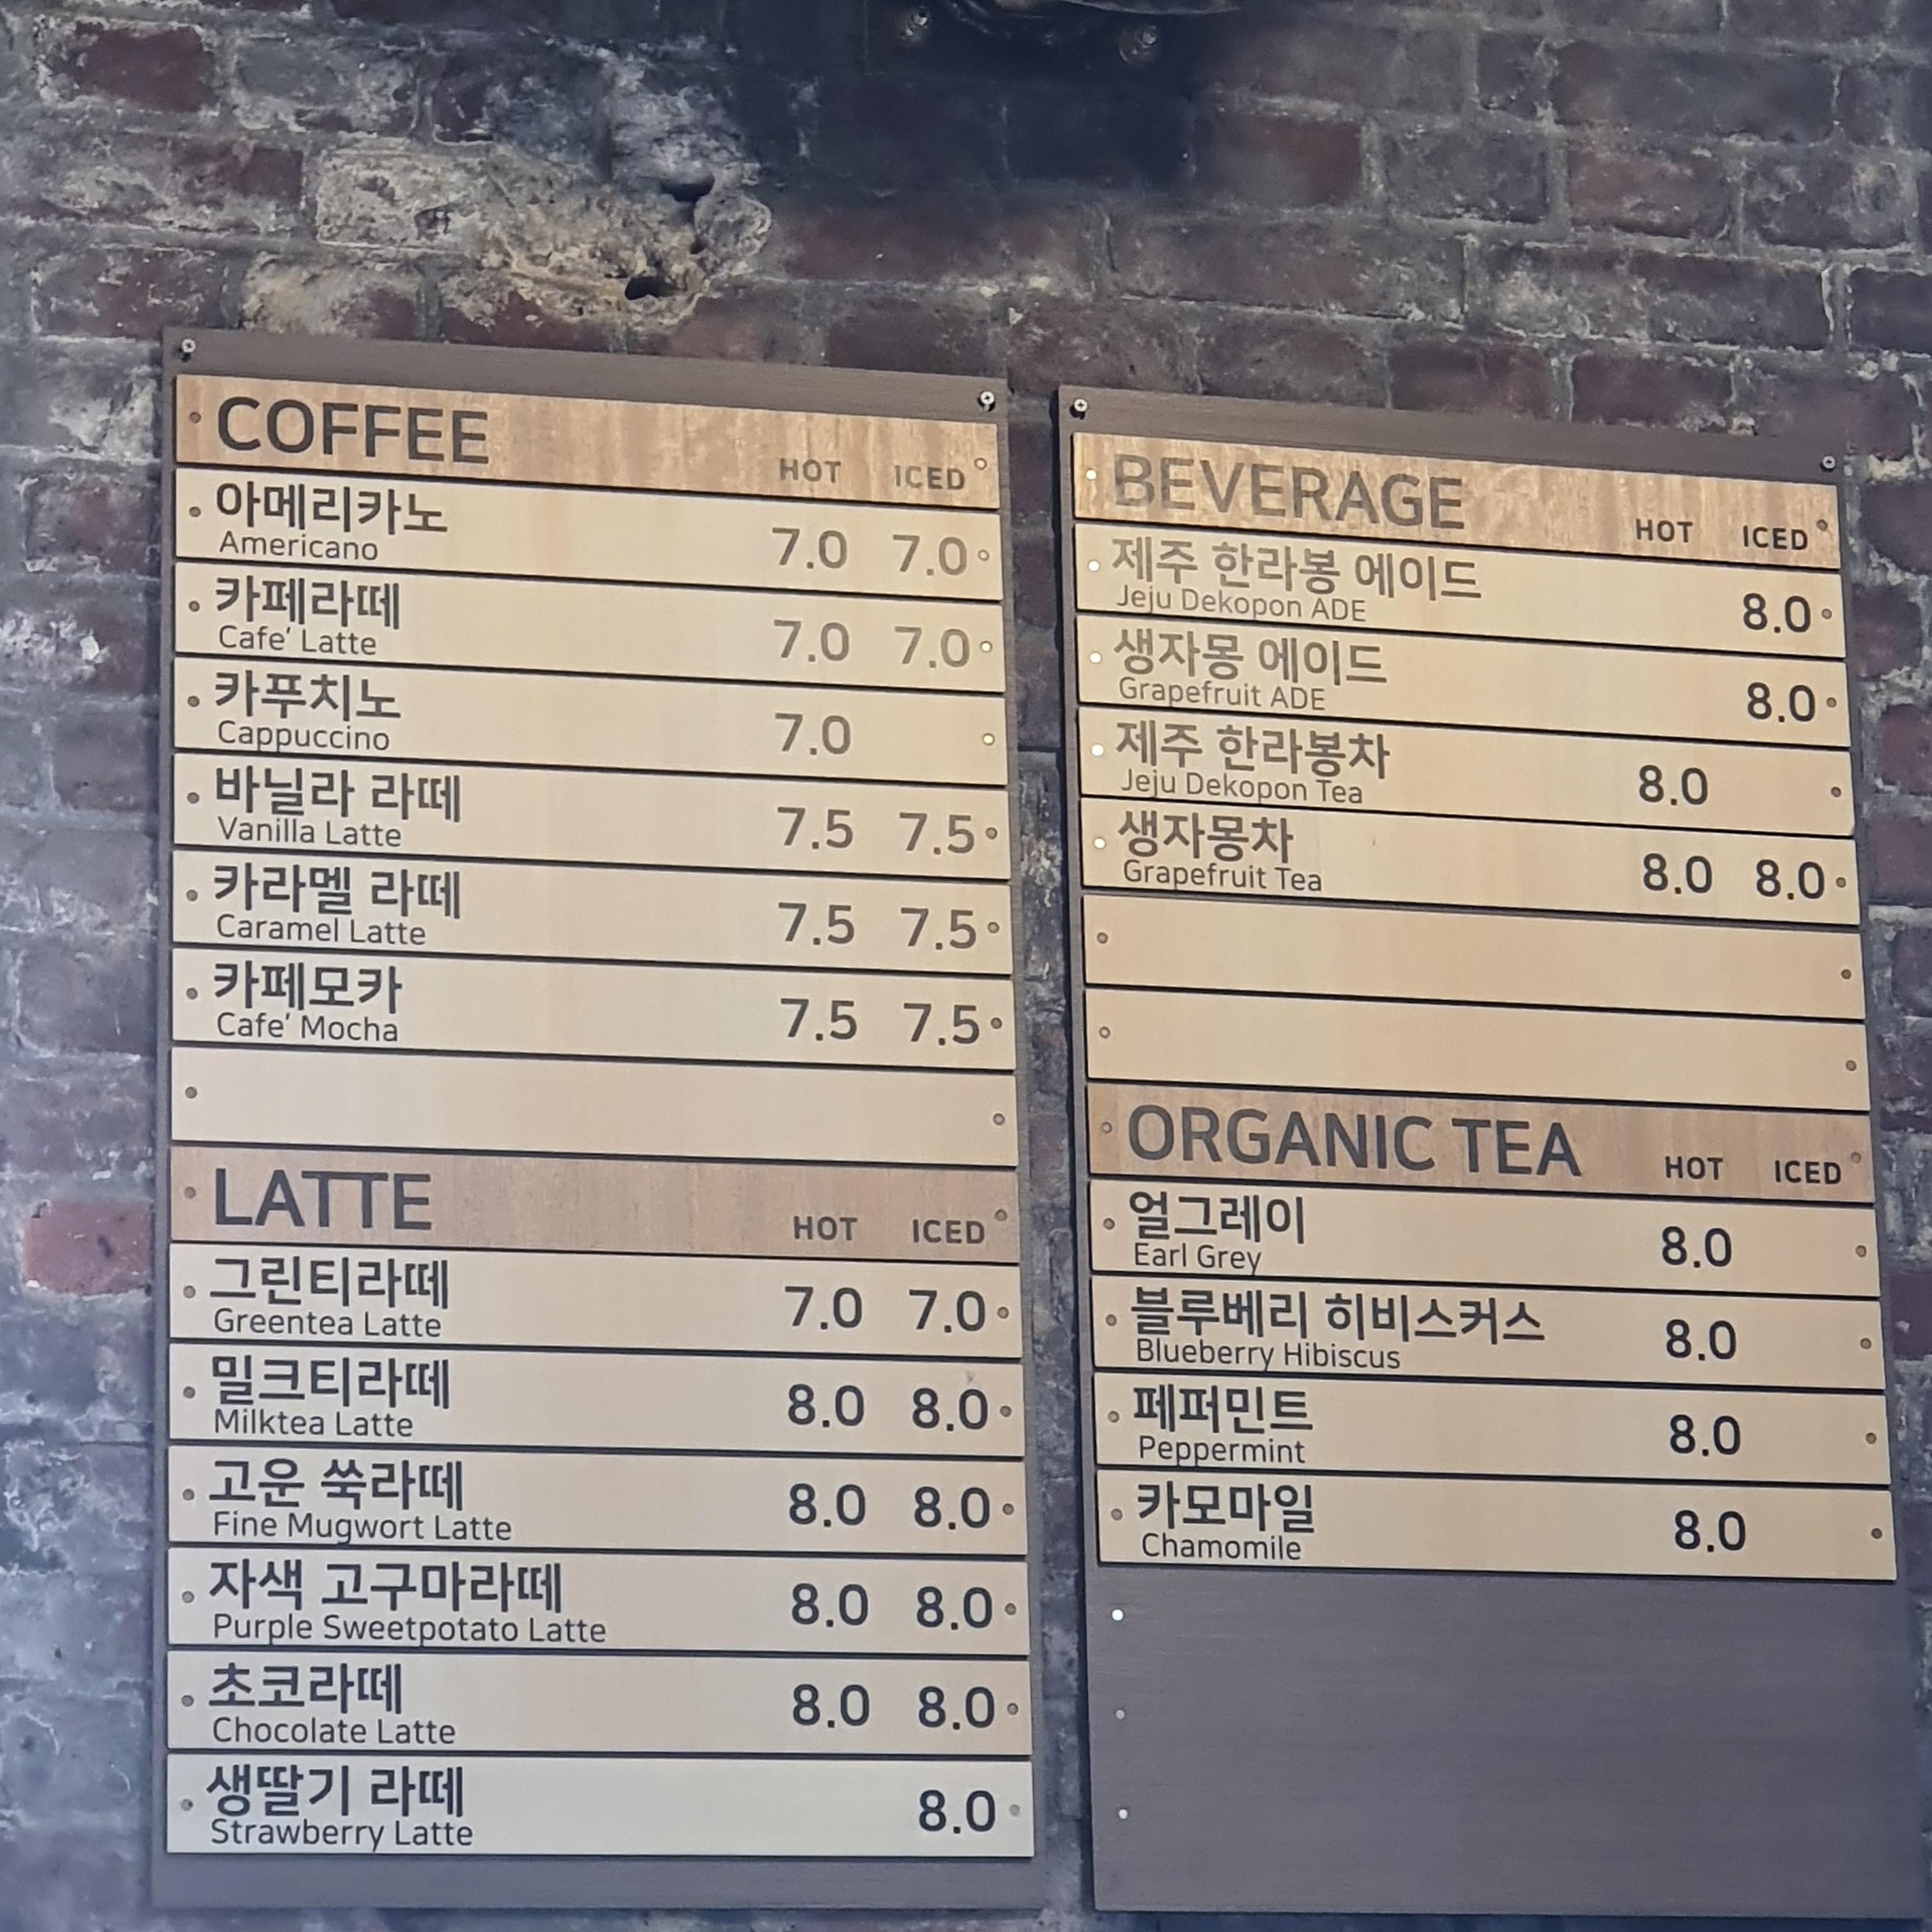 COFFEE HOT ICED
아메리카노 7.0 7.0
Americano
카페라떼 7.0 7.0
Cafe' Latte
카푸치노 7.0
Cappuccino
바닐라 라떼 7.5 7.5
Vanilla Latte
카라멜 라떼 7.5 7.5
Caramel Latte
카페모카 7.5 7.5
Cafe' Mocha
LATTE HOT ICED
그린티라떼 7.0 7.0
Greentea Latte
밀크티라떼 8.0 8.0
Milktea Latte
고운 쑥라떼 8.0 8.0
Fine Mugwort Latte
자색 고구마라떼 8.0 8.0
Purple Sweetpotato Latte
초코라떼 8.0 8.0
Chocolate Latte
생딸기 라떼 8.0
Strawberry Latte
BEVERAGE HOT ICED
제주 한라봉 에이드 8.0
Jeju Dekopon ADE
생자몽 에이드 8.0
Grapefruit ADE
제주 한라봉차 8.0
Jeju Dekopon Tea
생자몽차 8.0 8.0
Grapefruit Tea
ORGANIC TEA HOT ICED
얼그레이 8.0
Earl Grey
블루베리 히비스커스 8.0
Blueberry Hibiscus
페퍼민트 8.0
Peppermint
카모마일 8.0
Chamomile